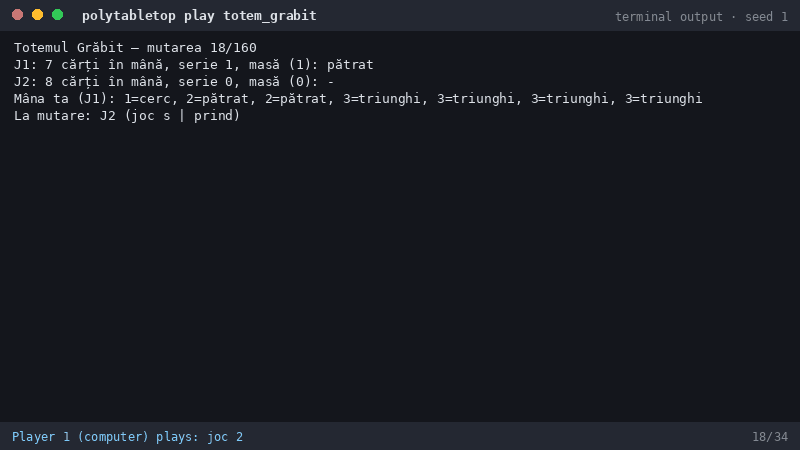 polytabletop play totem_grabit
terminal output · seed 1
Totemul Grăbit — mutarea 18/160
J1: 7 cărți în mână, serie 1, masă (1): pătrat
J2: 8 cărți în mână, serie 0, masă (0): -
Mâna ta (J1): 1=cerc, 2=pătrat, 2=pătrat, 3=triunghi, 3=triunghi, 3=triunghi, 3=triunghi
La mutare: J2 (joc s | prind)
Player 1 (computer) plays: joc 2
18/34